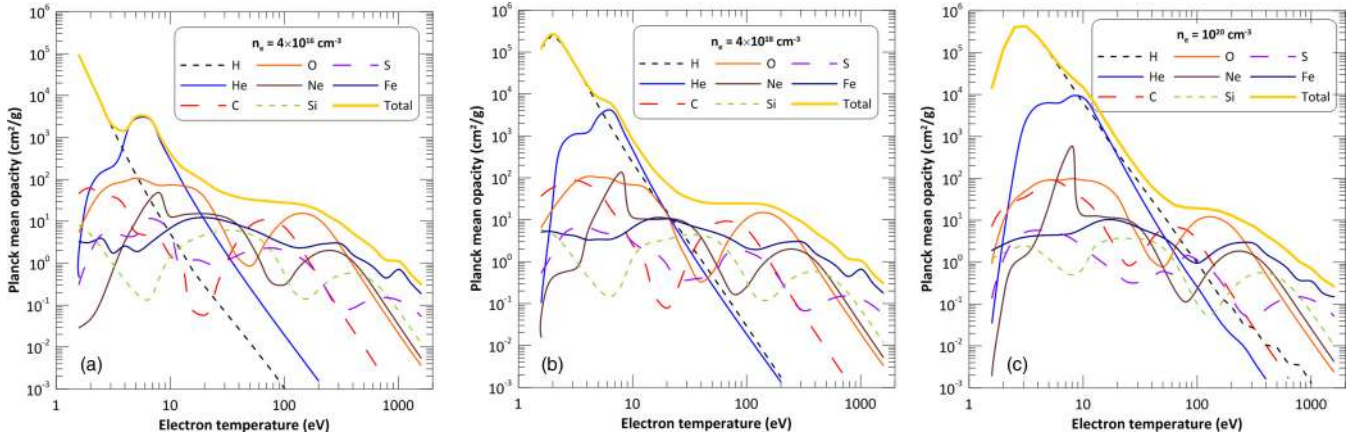 n_e = 4×10¹⁶ cm⁻³
H O S
He Ne Fe
C Si Total
Planck mean opacity (cm²/g)
10⁶
10⁵
10⁴
10³
10²
10¹
10⁰
10⁻¹
10⁻²
10⁻³
(a)
1 10 100 1000
Electron temperature (eV)
n_e = 4×10¹⁸ cm⁻³
H O S
He Ne Fe
C Si Total
Planck mean opacity (cm²/g)
10⁶
10⁵
10⁴
10³
10²
10¹
10⁰
10⁻¹
10⁻²
10⁻³
(b)
1 10 100 1000
Electron temperature (eV)
n_e = 10²⁰ cm⁻³
H O S
He Ne Fe
C Si Total
Planck mean opacity (cm²/g)
10⁶
10⁵
10⁴
10³
10²
10¹
10⁰
10⁻¹
10⁻²
10⁻³
(c)
1 10 100 1000
Electron temperature (eV)